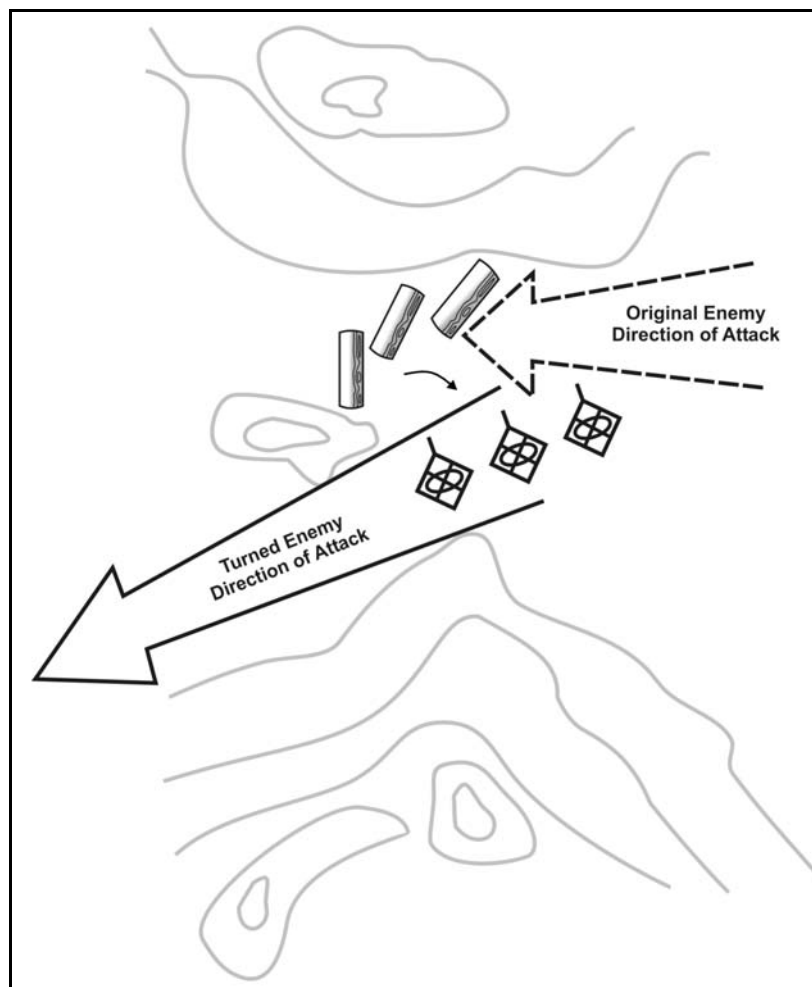 Original Enemy
Direction of Attack
Turned Enemy
Direction of Attack